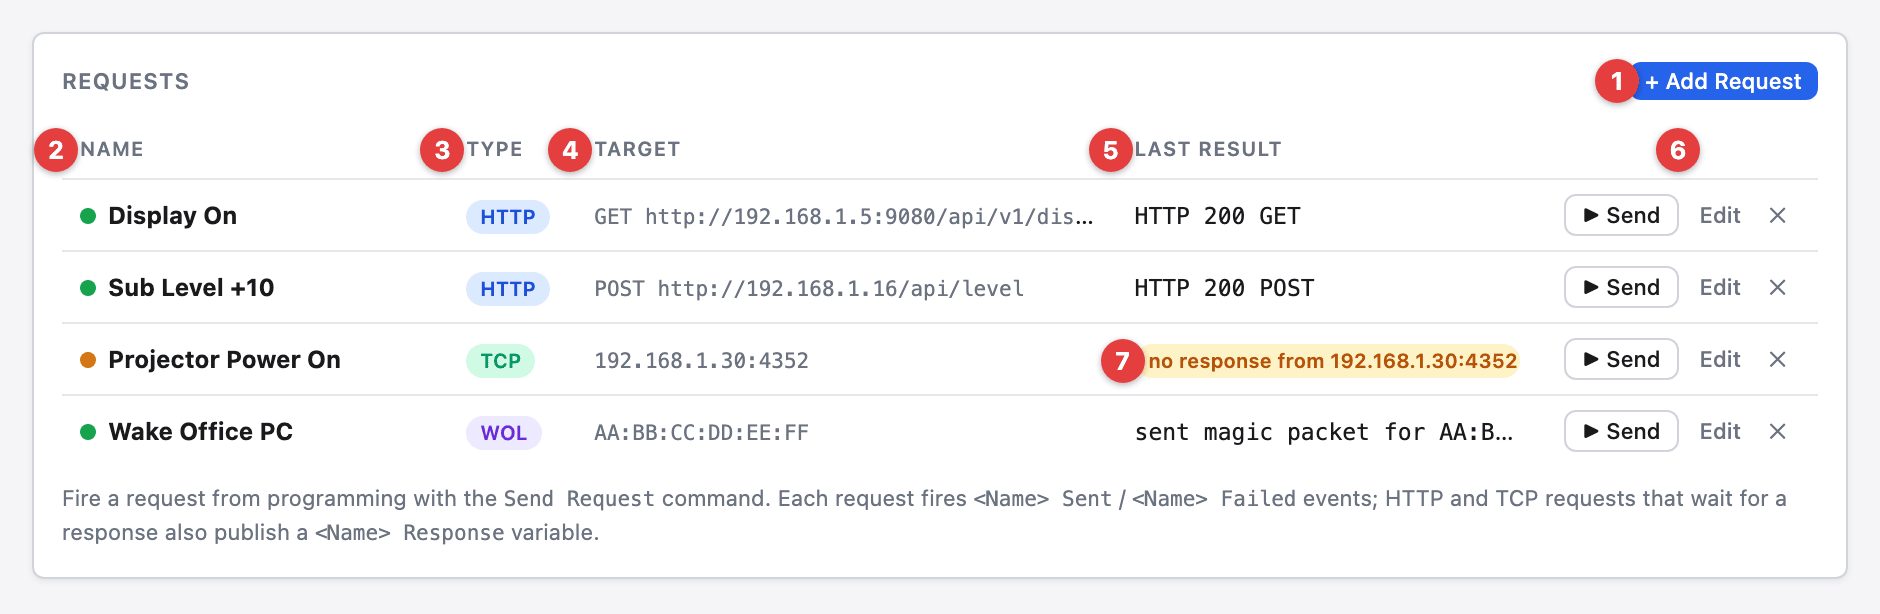 REQUESTS
1 + Add Request
2 NAME 3 TYPE 4 TARGET 5 LAST RESULT 6
Display On HTTP GET http://192.168.1.5:9080/api/v1/dis... HTTP 200 GET ▶ Send Edit ×
Sub Level +10 HTTP POST http://192.168.1.16/api/level HTTP 200 POST ▶ Send Edit ×
Projector Power On TCP 192.168.1.30:4352 7 no response from 192.168.1.30:4352 ▶ Send Edit ×
Wake Office PC WOL AA:BB:CC:DD:EE:FF sent magic packet for AA:B... ▶ Send Edit ×
Fire a request from programming with the Send Request command. Each request fires <Name> Sent / <Name> Failed events; HTTP and TCP requests that wait for a
response also publish a <Name> Response variable.